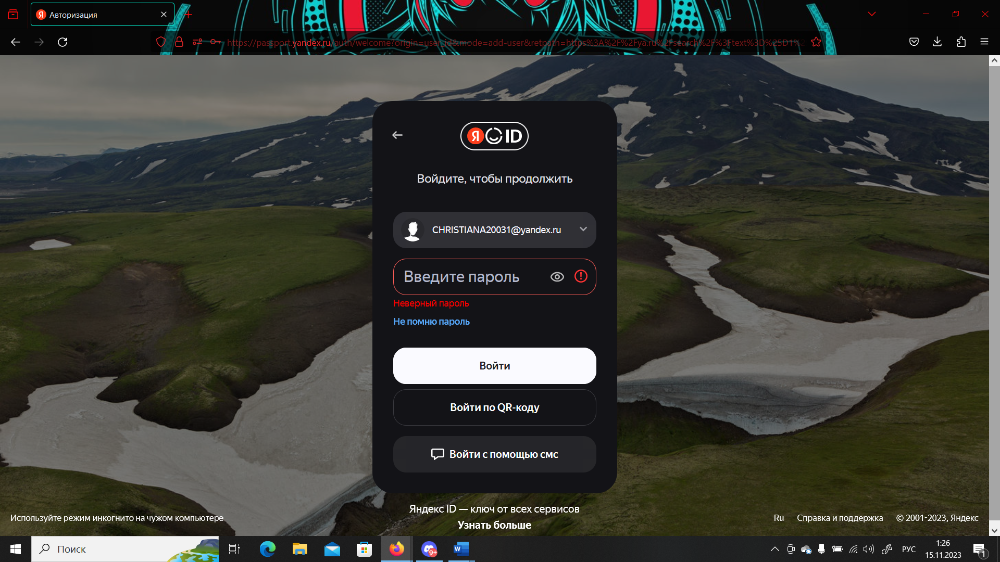 Авторизация
https://passport.yandex.ru/auth/welcome?origin=user_id&mode=add-user&retpath=https%3A%2F%2Fya.ru%2Fsearch%2F%3Ftext%3D%25D1%2
Я ID
Войдите, чтобы продолжить
CHRISTIANA20031@yandex.ru
Введите пароль
Неверный пароль
Не помню пароль
Войти
Войти по QR-коду
Войти с помощью смс
Яндекс ID — ключ от всех сервисов
Узнать больше
Используйте режим инкогнито на чужом компьютере
Ru Справка и поддержка © 2001-2023, Яндекс
Поиск
9+
W
РУС
1:26
15.11.2023
1